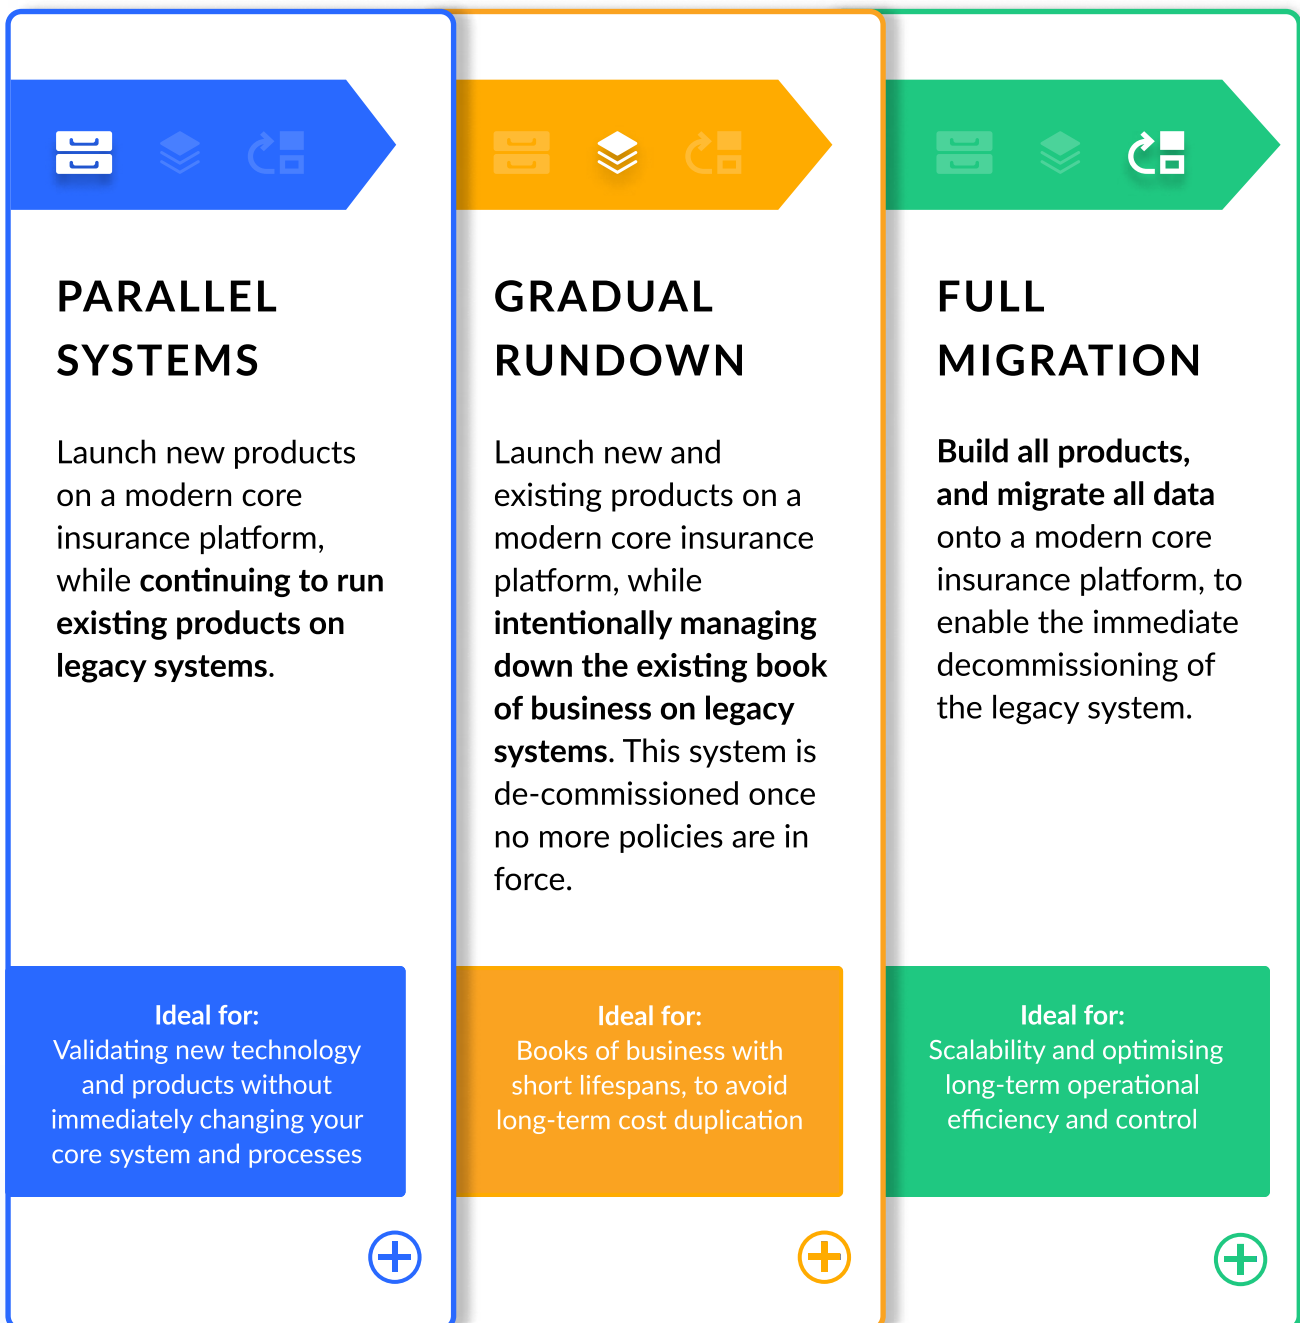 PARALLEL
SYSTEMS
Launch new products
on a modern core
insurance platform,
while continuing to run
existing products on
legacy systems.
Ideal for:
Validating new technology
and products without
immediately changing your
core system and processes
GRADUAL
RUNDOWN
Launch new and
existing products on a
modern core insurance
platform, while
intentionally managing
down the existing book
of business on legacy
systems. This system is
de-commissioned once
no more policies are in
force.
Ideal for:
Books of business with
short lifespans, to avoid
long-term cost duplication
FULL
MIGRATION
Build all products,
and migrate all data
onto a modern core
insurance platform, to
enable the immediate
decommissioning of
the legacy system.
Ideal for:
Scalability and optimising
long-term operational
efficiency and control